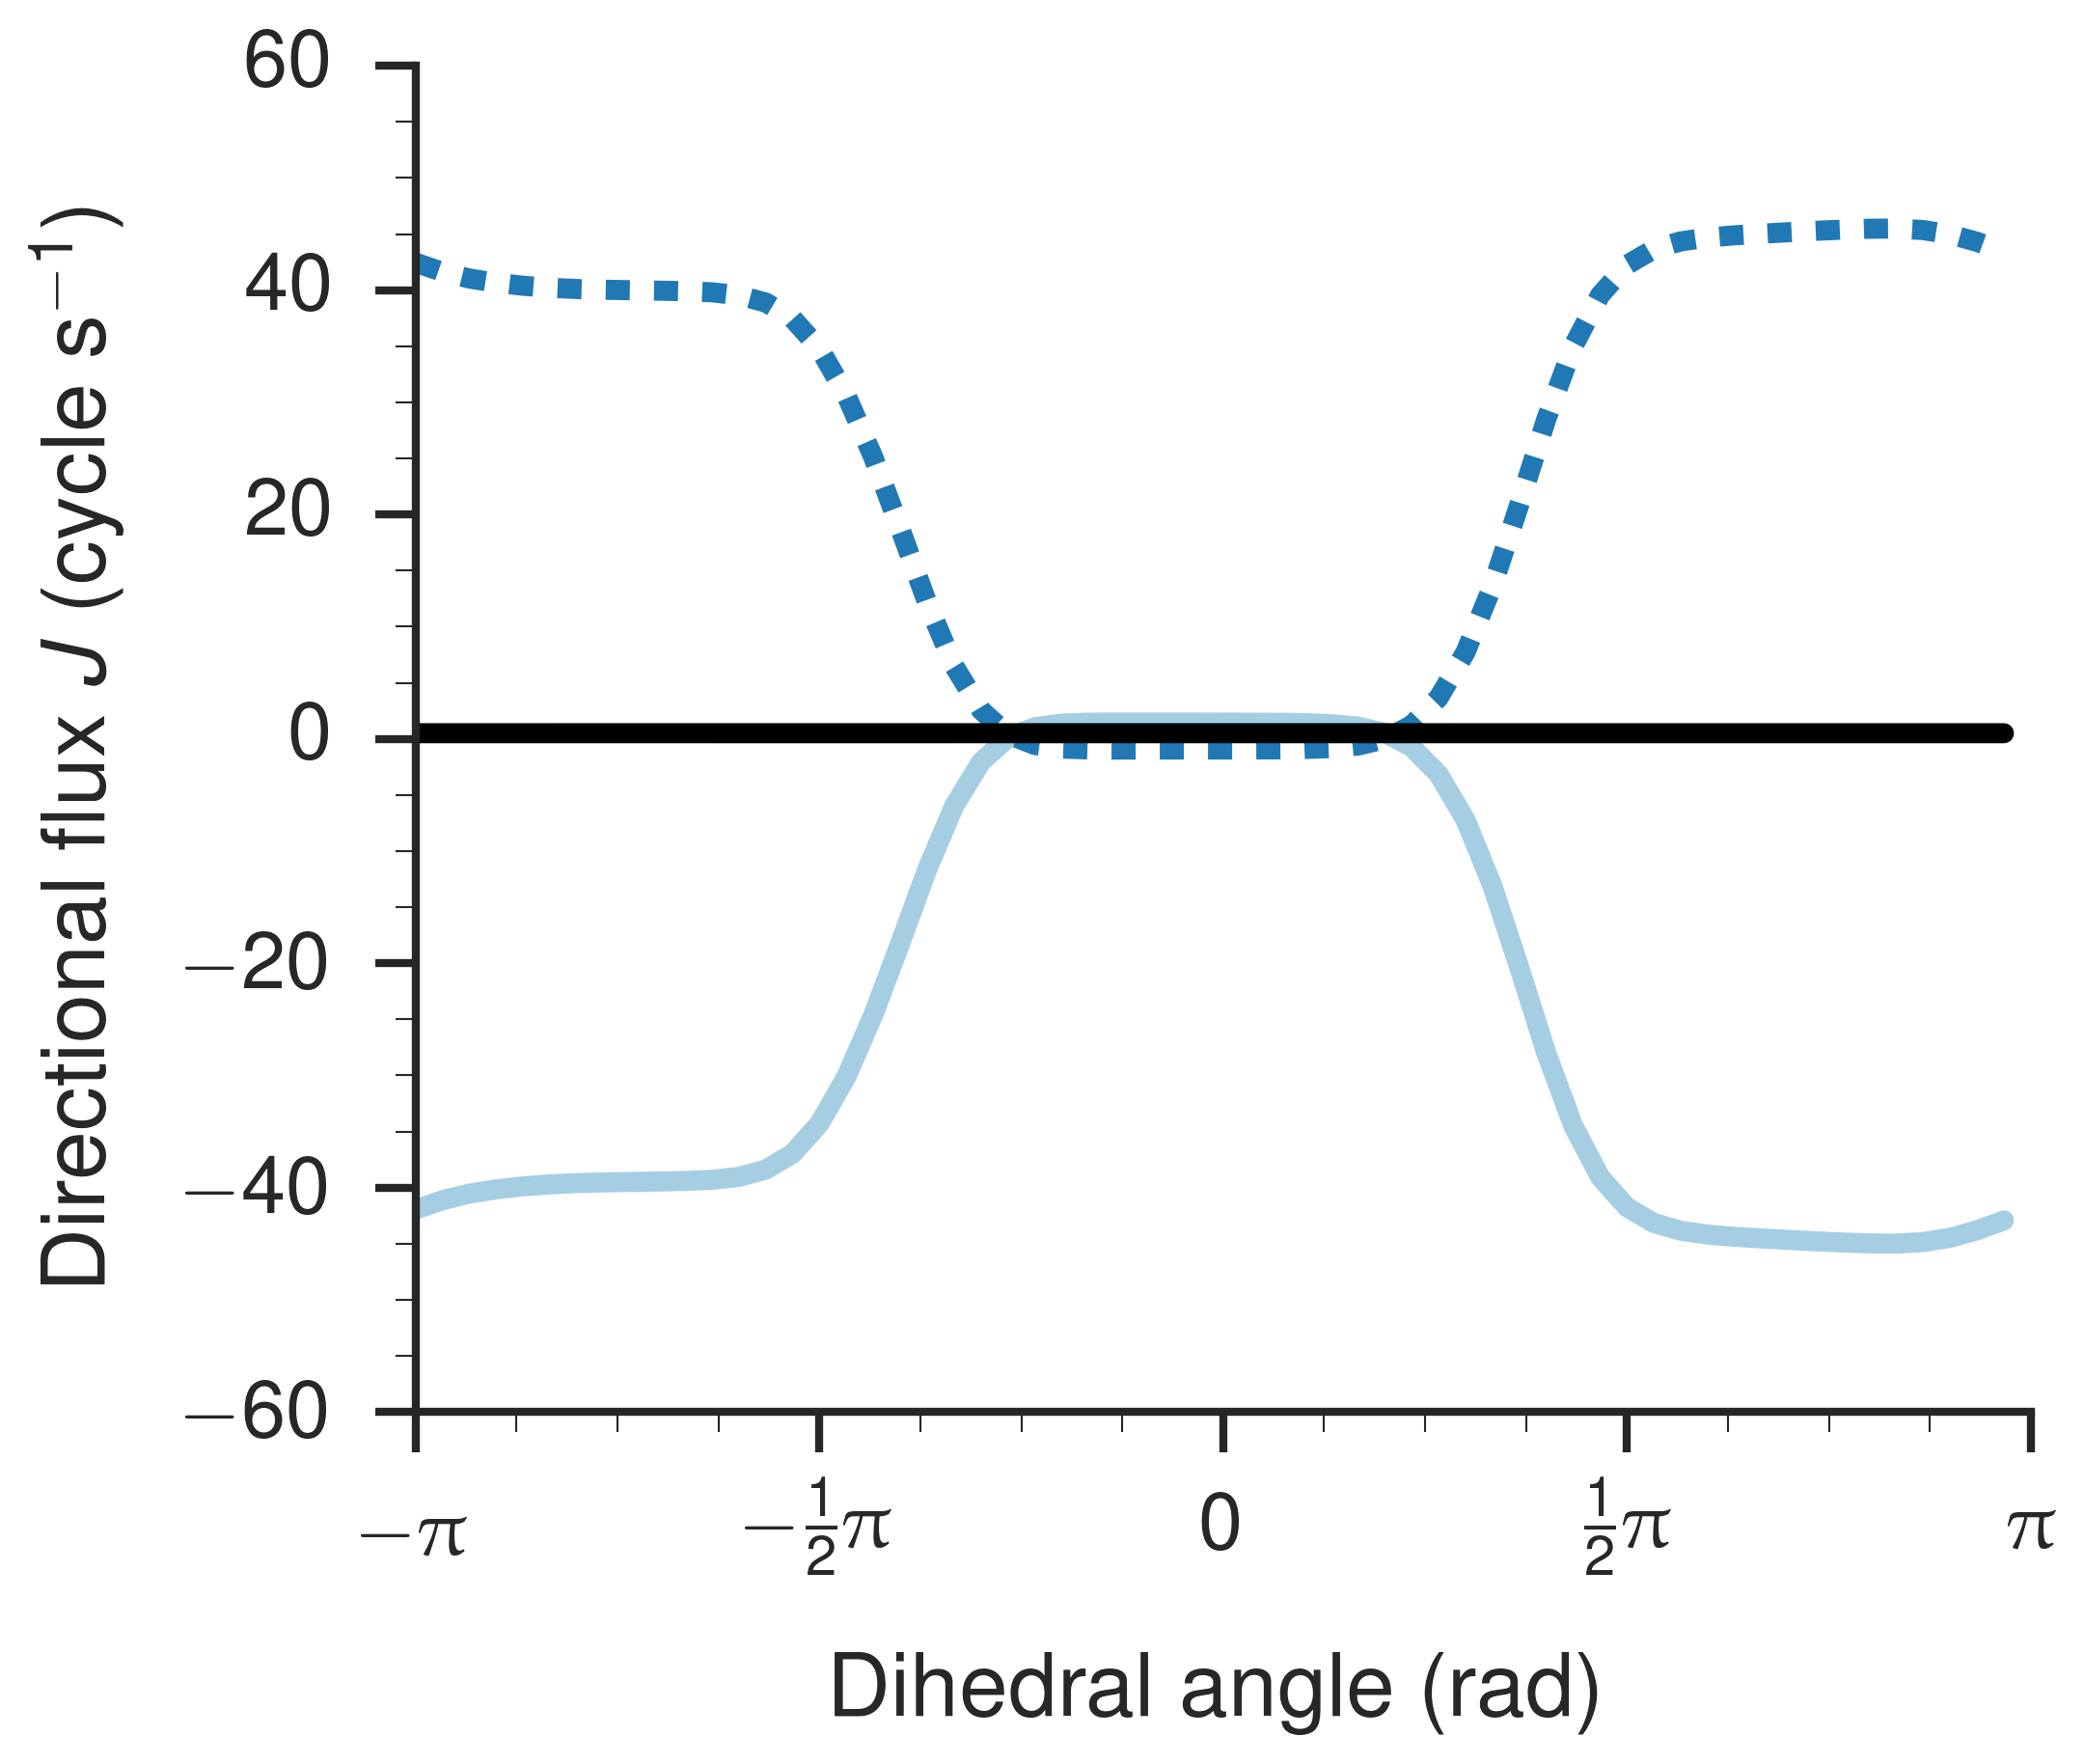 Directional flux J (cycle s⁻¹)
60
40
20
0
−20
−40
−60
−π
−½π
0
½π
π
Dihedral angle (rad)